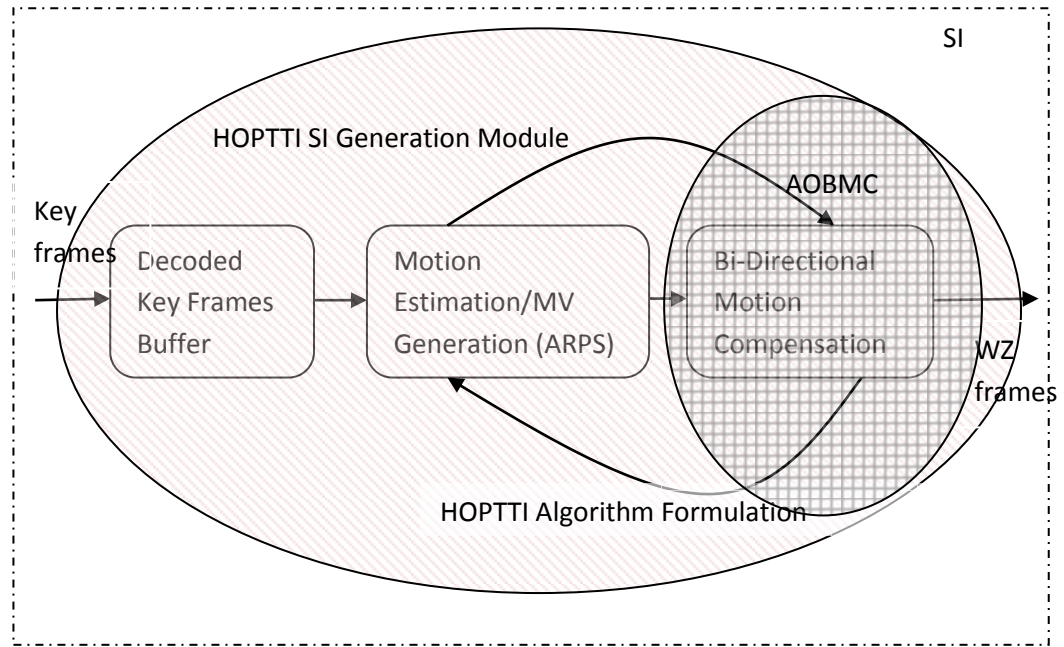 SI
HOPTTI SI Generation Module
AOBMC
Key
frames
Decoded
Key Frames
Buffer
Motion
Estimation/MV
Generation (ARPS)
Bi-Directional
Motion
Compensation
WZ
frames
HOPTTI Algorithm Formulation